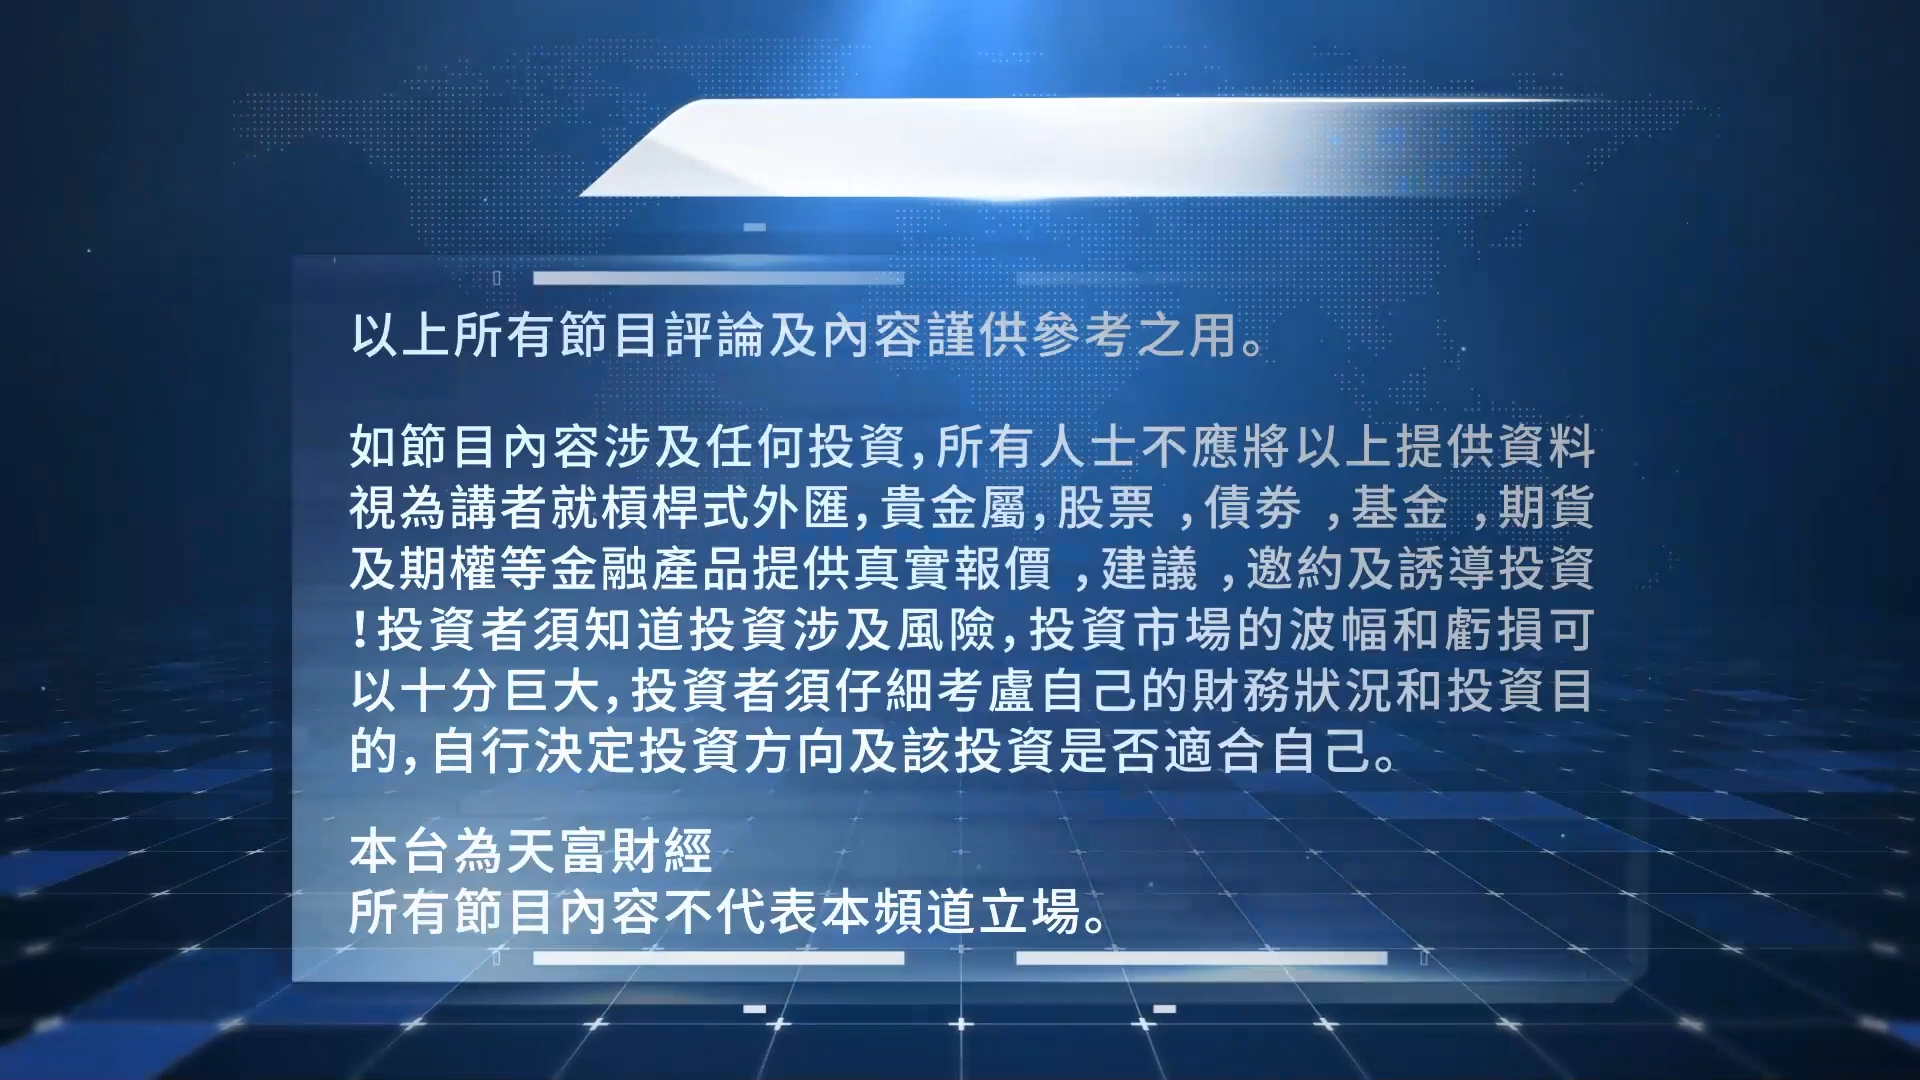 以上所有節目評論及內容謹供參考之用。
如節目內容涉及任何投資,所有人士不應將以上提供資料
視為講者就槓桿式外匯,貴金屬,股票 ,債券 ,基金 ,期貨
及期權等金融產品提供真實報價 ,建議 ,邀約及誘導投資
!投資者須知道投資涉及風險,投資市場的波幅和虧損可
以十分巨大,投資者須仔細考盧自己的財務狀況和投資目
的,自行決定投資方向及該投資是否適合自己。
本台為天富財經
所有節目內容不代表本頻道立場。